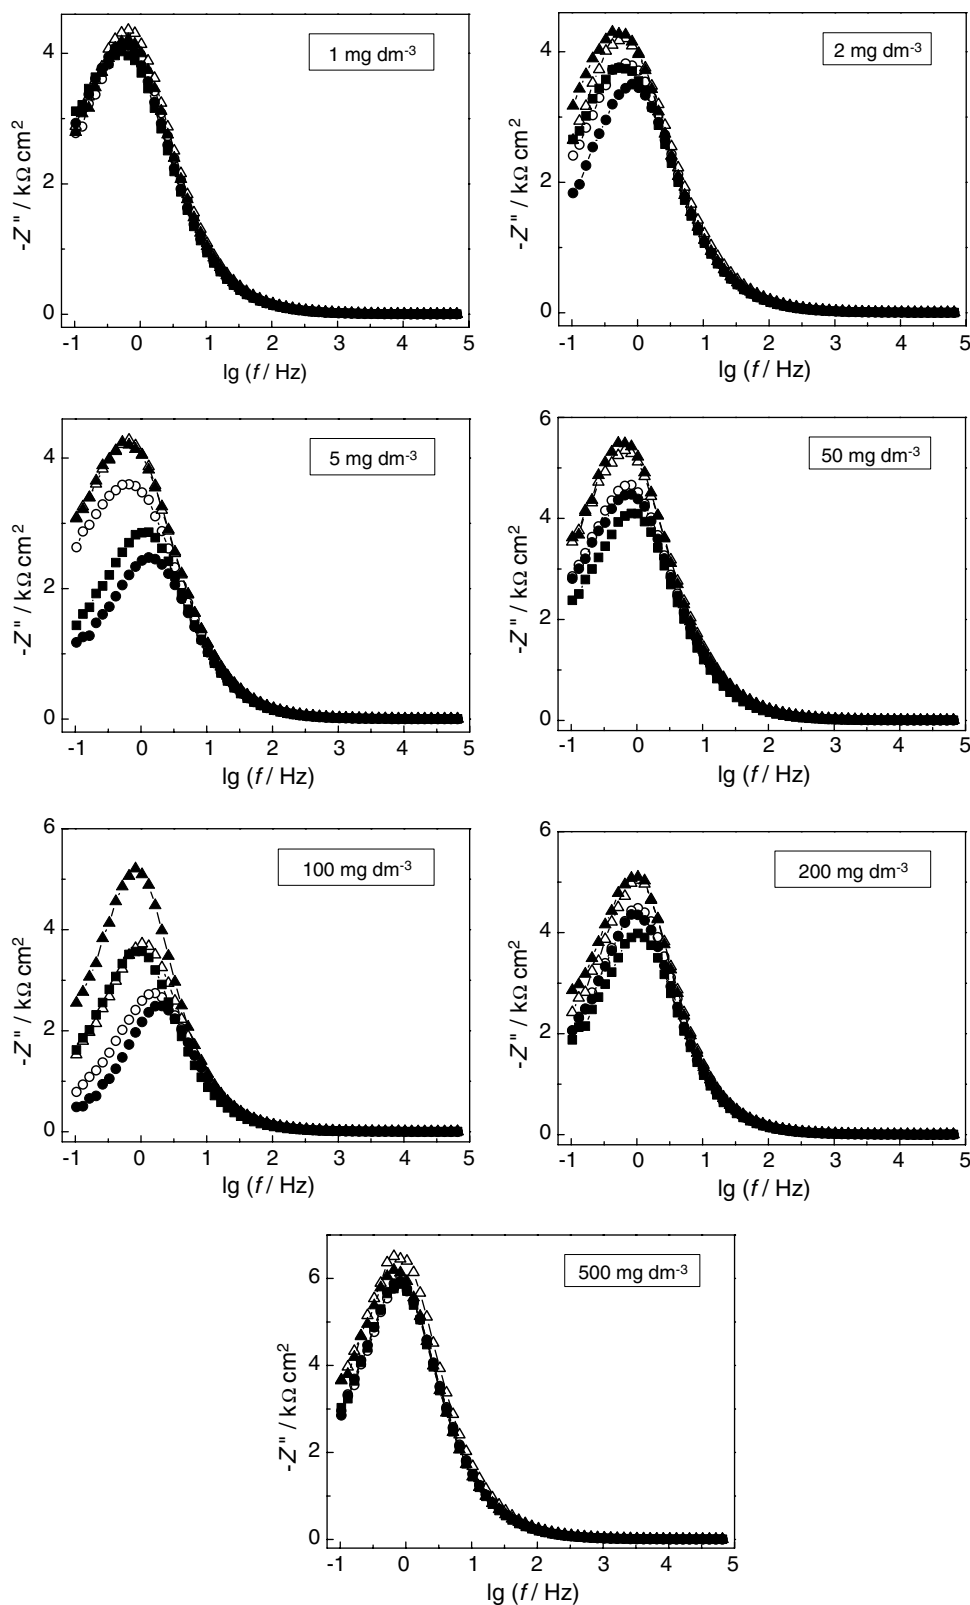 1 mg dm-3
4
2
0
-Z" / kΩ cm2
-1 0 1 2 3 4 5
lg (f / Hz)
2 mg dm-3
4
2
0
-Z" / kΩ cm2
-1 0 1 2 3 4 5
lg (f / Hz)
5 mg dm-3
4
2
0
-Z" / kΩ cm2
-1 0 1 2 3 4 5
lg (f / Hz)
50 mg dm-3
6
4
2
0
-Z" / kΩ cm2
-1 0 1 2 3 4 5
lg (f / Hz)
100 mg dm-3
6
4
2
0
-Z" / kΩ cm2
-1 0 1 2 3 4 5
lg (f / Hz)
200 mg dm-3
6
4
2
0
-Z" / kΩ cm2
-1 0 1 2 3 4 5
lg (f / Hz)
500 mg dm-3
6
4
2
0
-Z" / kΩ cm2
-1 0 1 2 3 4 5
lg (f / Hz)